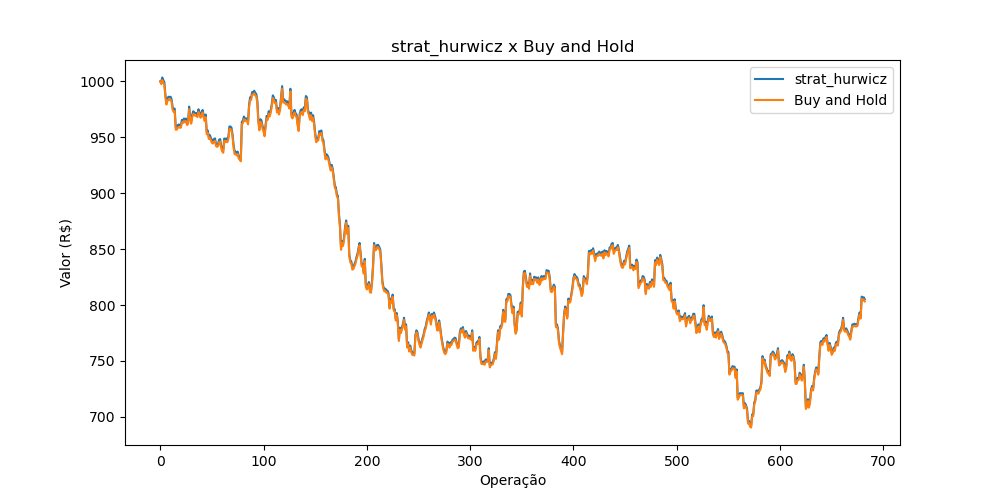 strat_hurwicz x Buy and Hold
strat_hurwicz
Buy and Hold
Valor (R$)
1000
950
900
850
800
750
700
0 100 200 300 400 500 600 700
Operação